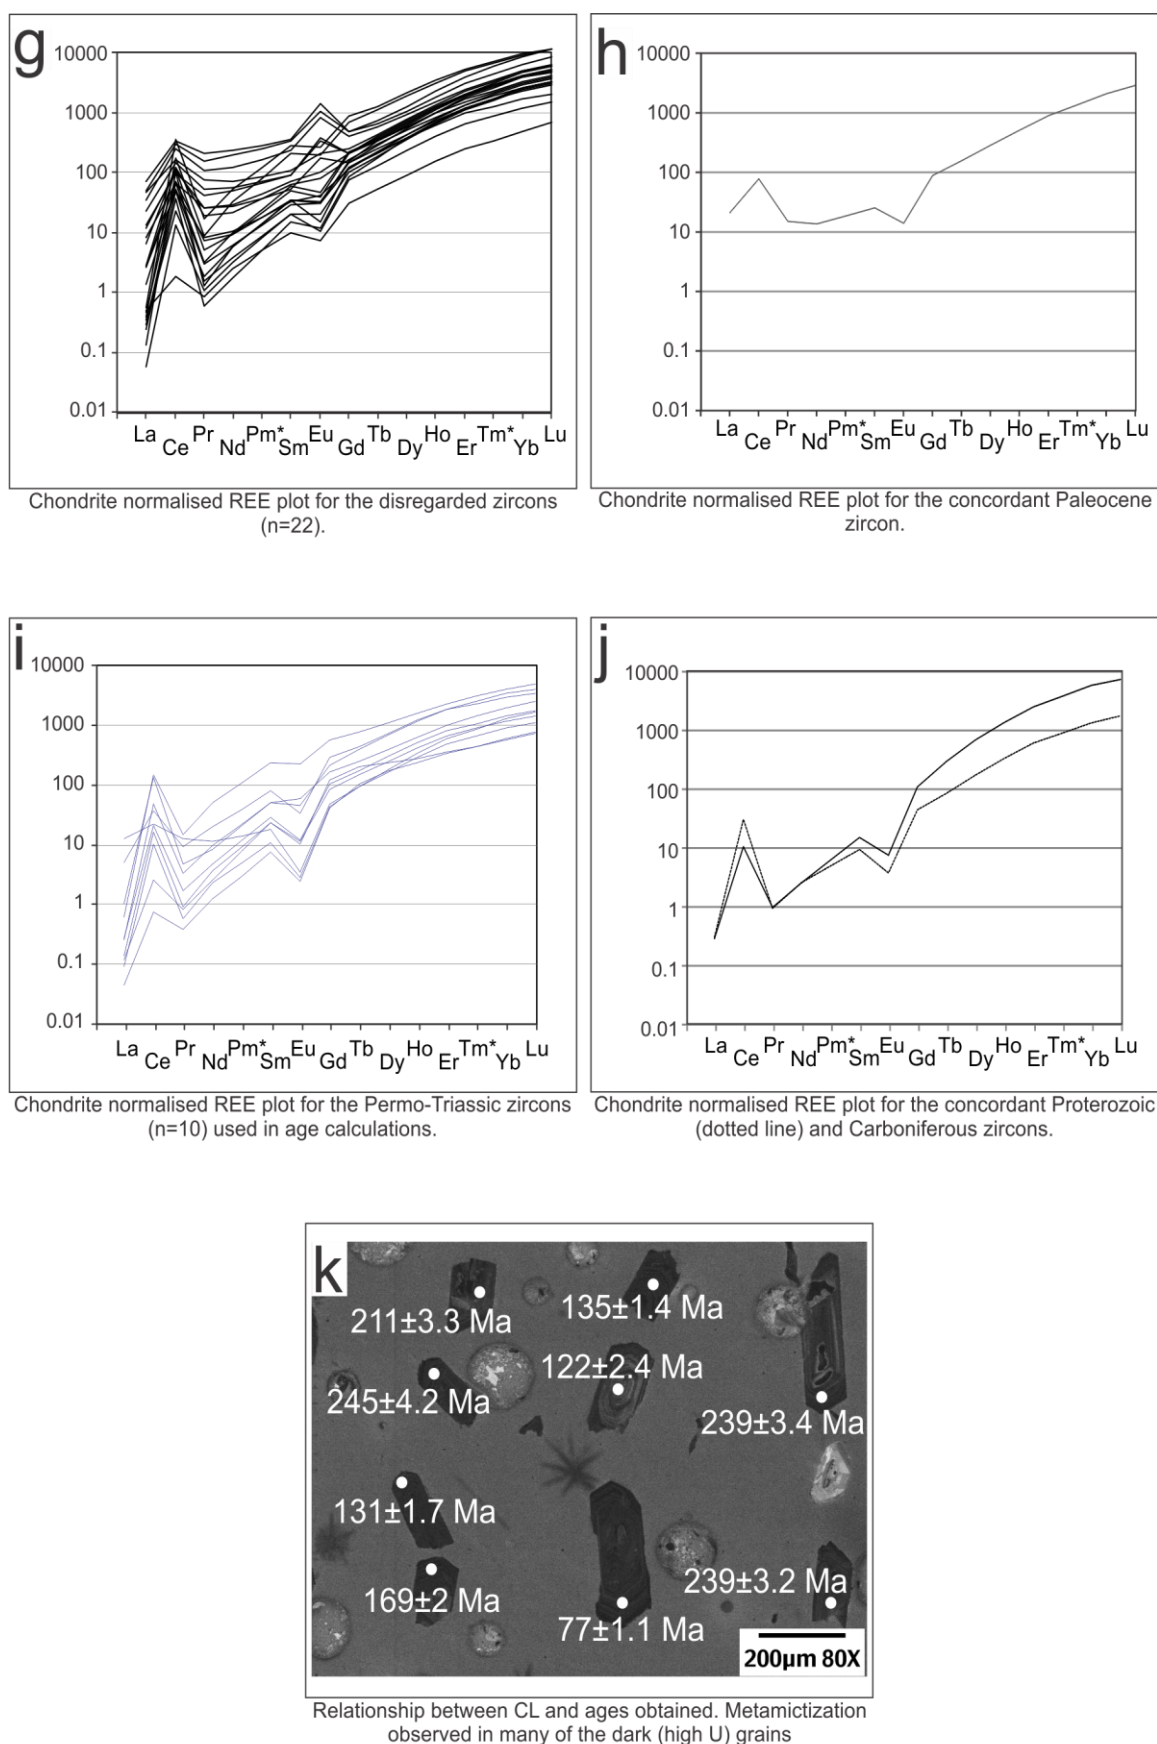 g
10000
1000
100
10
1
0.1
0.01
La Ce Pr Nd Pm* Sm Eu Gd Tb Dy Ho Er Tm* Yb Lu
Chondrite normalised REE plot for the disregarded zircons
(n=22).
h
10000
1000
100
10
1
0.1
0.01
La Ce Pr Nd Pm* Sm Eu Gd Tb Dy Ho Er Tm* Yb Lu
Chondrite normalised REE plot for the concordant Paleocene
zircon.
i
10000
1000
100
10
1
0.1
0.01
La Ce Pr Nd Pm* Sm Eu Gd Tb Dy Ho Er Tm* Yb Lu
Chondrite normalised REE plot for the Permo-Triassic zircons
(n=10) used in age calculations.
j
10000
1000
100
10
1
0.1
0.01
La Ce Pr Nd Pm* Sm Eu Gd Tb Dy Ho Er Tm* Yb Lu
Chondrite normalised REE plot for the concordant Proterozoic
(dotted line) and Carboniferous zircons.
k
211±3.3 Ma
135±1.4 Ma
122±2.4 Ma
245±4.2 Ma
239±3.4 Ma
131±1.7 Ma
169±2 Ma
239±3.2 Ma
77±1.1 Ma
200µm 80X
Relationship between CL and ages obtained. Metamictization
observed in many of the dark (high U) grains